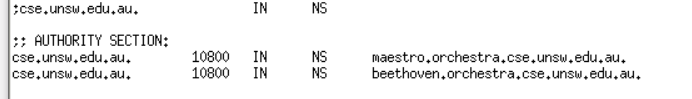 ;cse.unsw.edu.au. IN NS
;; AUTHORITY SECTION:
cse.unsw.edu.au. 10800 IN NS maestro.orchestra.cse.unsw.edu.au.
cse.unsw.edu.au. 10800 IN NS beethoven.orchestra.cse.unsw.edu.au.